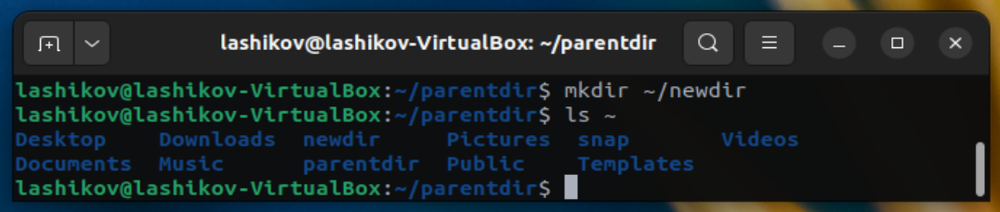 lashikov@lashikov-VirtualBox: ~/parentdir
lashikov@lashikov-VirtualBox:~/parentdir$ mkdir ~/newdir
lashikov@lashikov-VirtualBox:~/parentdir$ ls ~
Desktop    Downloads  newdir     Pictures  snap       Videos
Documents  Music      parentdir  Public    Templates
lashikov@lashikov-VirtualBox:~/parentdir$